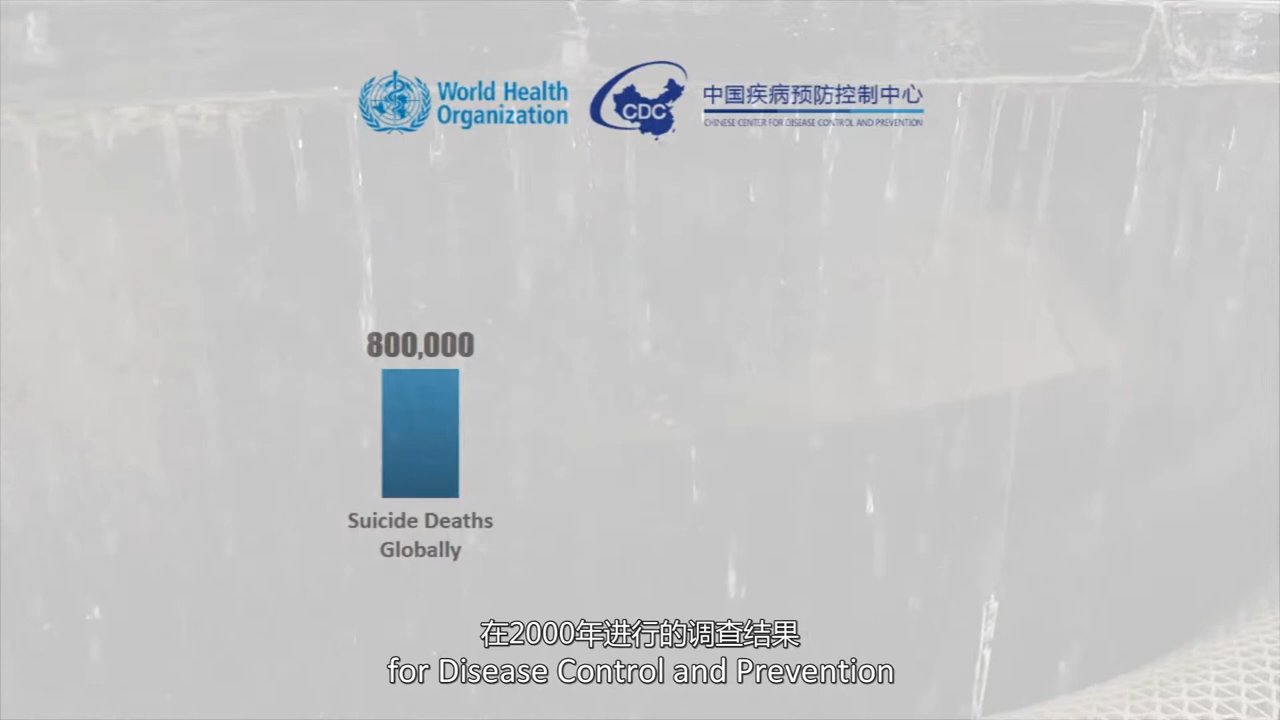 World Health
Organization
CDC
中国疾病预防控制中心
CHINESE CENTER FOR DISEASE CONTROL AND PREVENTION
800,000
Suicide Deaths
Globally
在2000年进行的调查结果
for Disease Control and Prevention